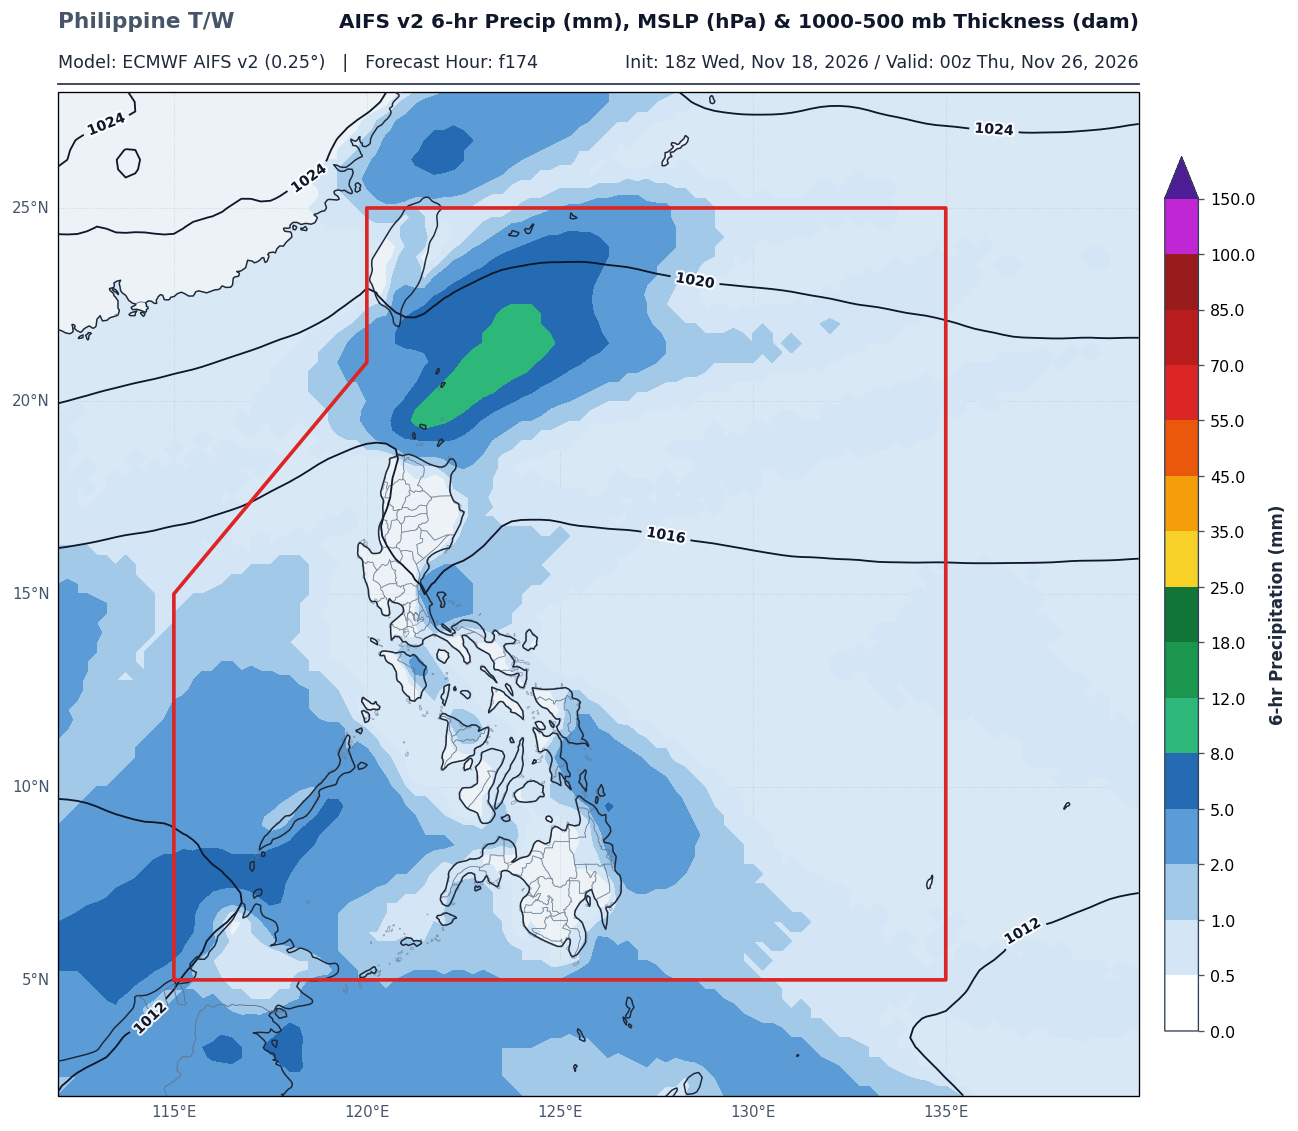 Philippine T/W
AIFS v2 6-hr Precip (mm), MSLP (hPa) & 1000-500 mb Thickness (dam)
Model: ECMWF AIFS v2 (0.25°) | Forecast Hour: f174
Init: 18z Wed, Nov 18, 2026 / Valid: 00z Thu, Nov 26, 2026
1024
1024
1024
1020
1016
1012
1012
25°N
20°N
15°N
10°N
5°N
115°E
120°E
125°E
130°E
135°E
150.0
100.0
85.0
70.0
55.0
45.0
35.0
25.0
18.0
12.0
8.0
5.0
2.0
1.0
0.5
0.0
6-hr Precipitation (mm)